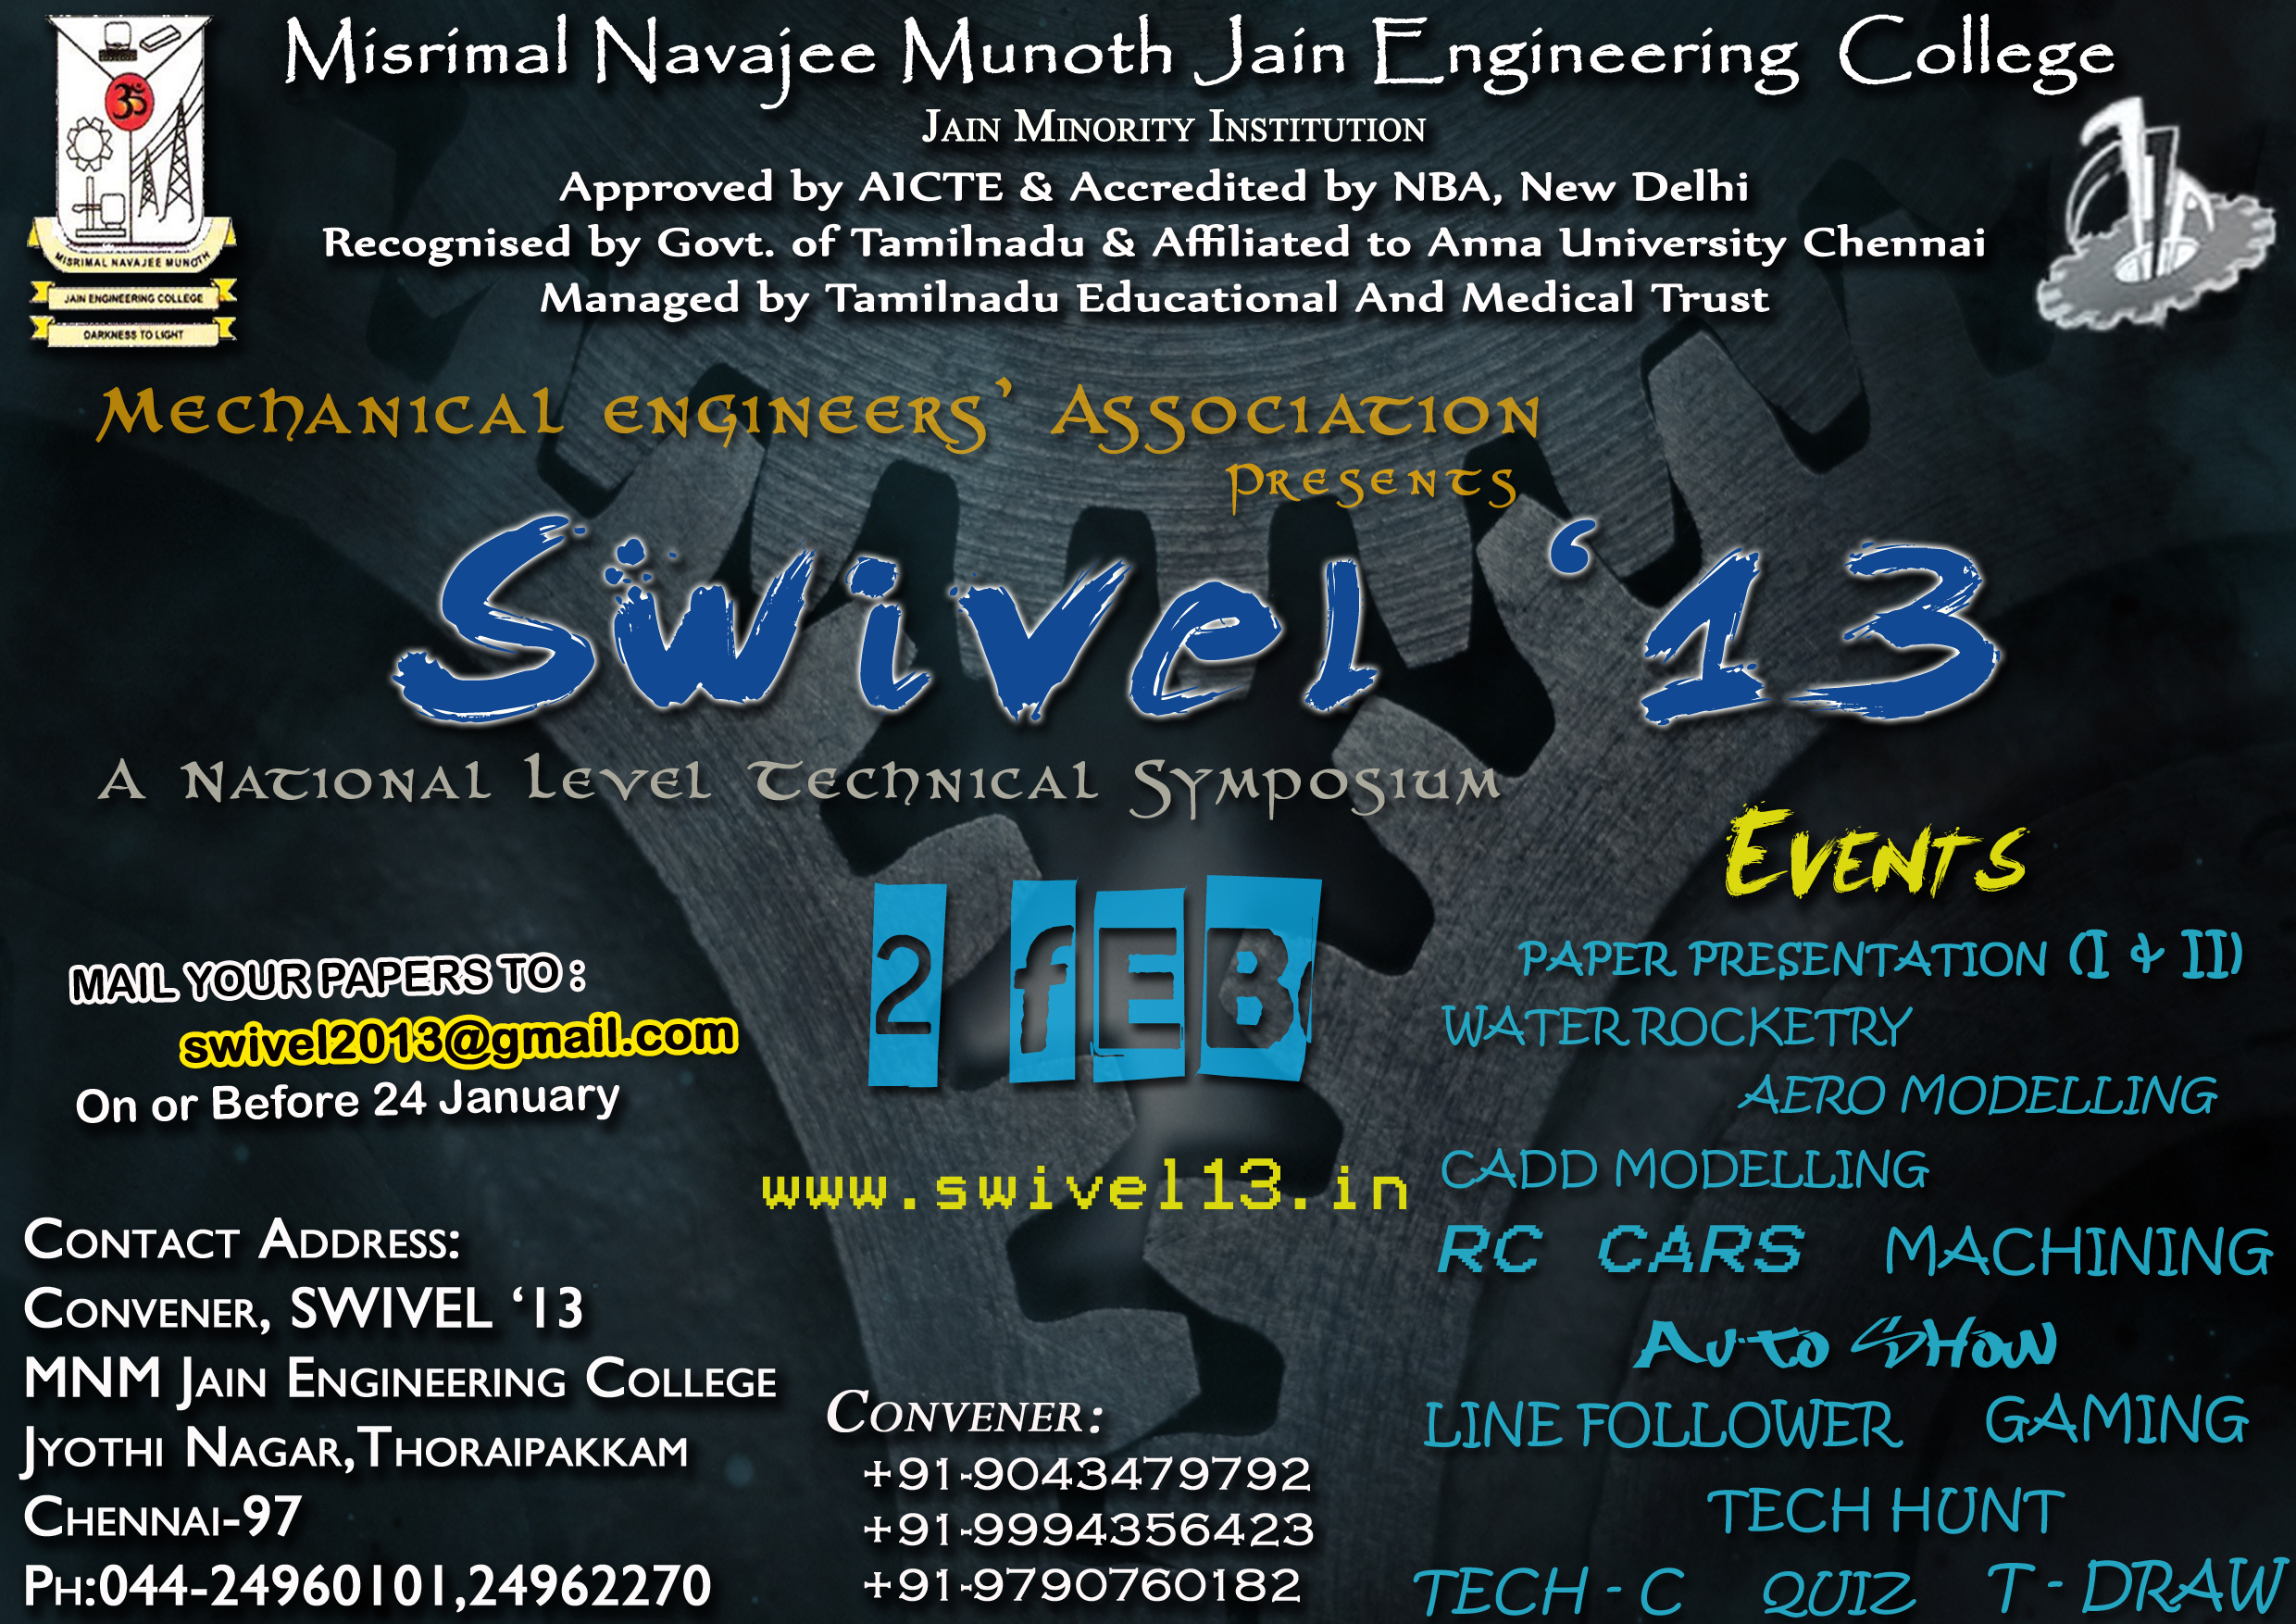 Misrimal Navajee Munoth Jain Engineering College
Jain Minority Institution
Approved by AICTE & Accredited by NBA, New Delhi
Recognised by Govt. of Tamilnadu & Affiliated to Anna University Chennai
Managed by Tamilnadu Educational And Medical Trust
ॐ
MISRIMAL NAVAJEE MUNOTH
JAIN ENGINEERING COLLEGE
DARKNESS TO LIGHT
Mechanical engineers’ Association
Presents
Swivel ‘13
A National Level Technical Symposium
2 fEB
www.swivel13.in
MAIL YOUR PAPERS TO :
swivel2013@gmail.com
On or Before 24 January
Contact Address:
Convener, SWIVEL ‘13
MNM Jain Engineering College
Jyothi Nagar,Thoraipakkam
Chennai-97
Ph:044-24960101,24962270
Convener:
+91-9043479792
+91-9994356423
+91-9790760182
Events
PAPER PRESENTATION (I & II)
WATER ROCKETRY
AERO MODELLING
CADD MODELLING
RC CARS MACHINING
Auto Show
LINE FOLLOWER GAMING
TECH HUNT
TECH - C QUIZ T - DRAW